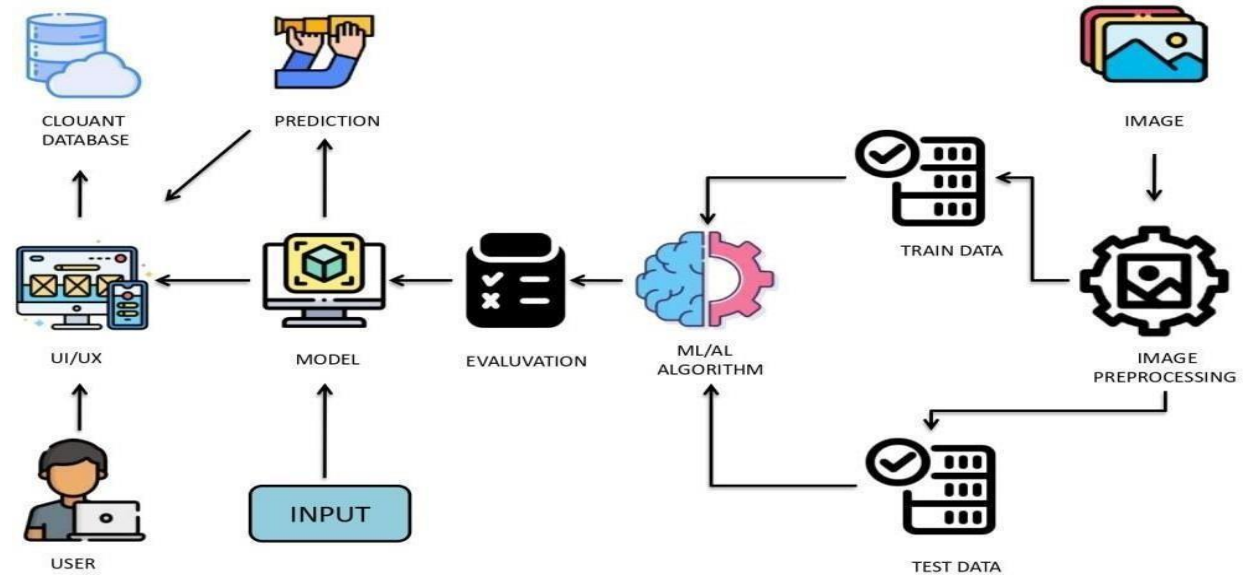 CLOUANT
DATABASE
PREDICTION
IMAGE
TRAIN DATA
UI/UX
MODEL
EVALUVATION
ML/AL
ALGORITHM
IMAGE
PREPROCESSING
INPUT
USER
TEST DATA